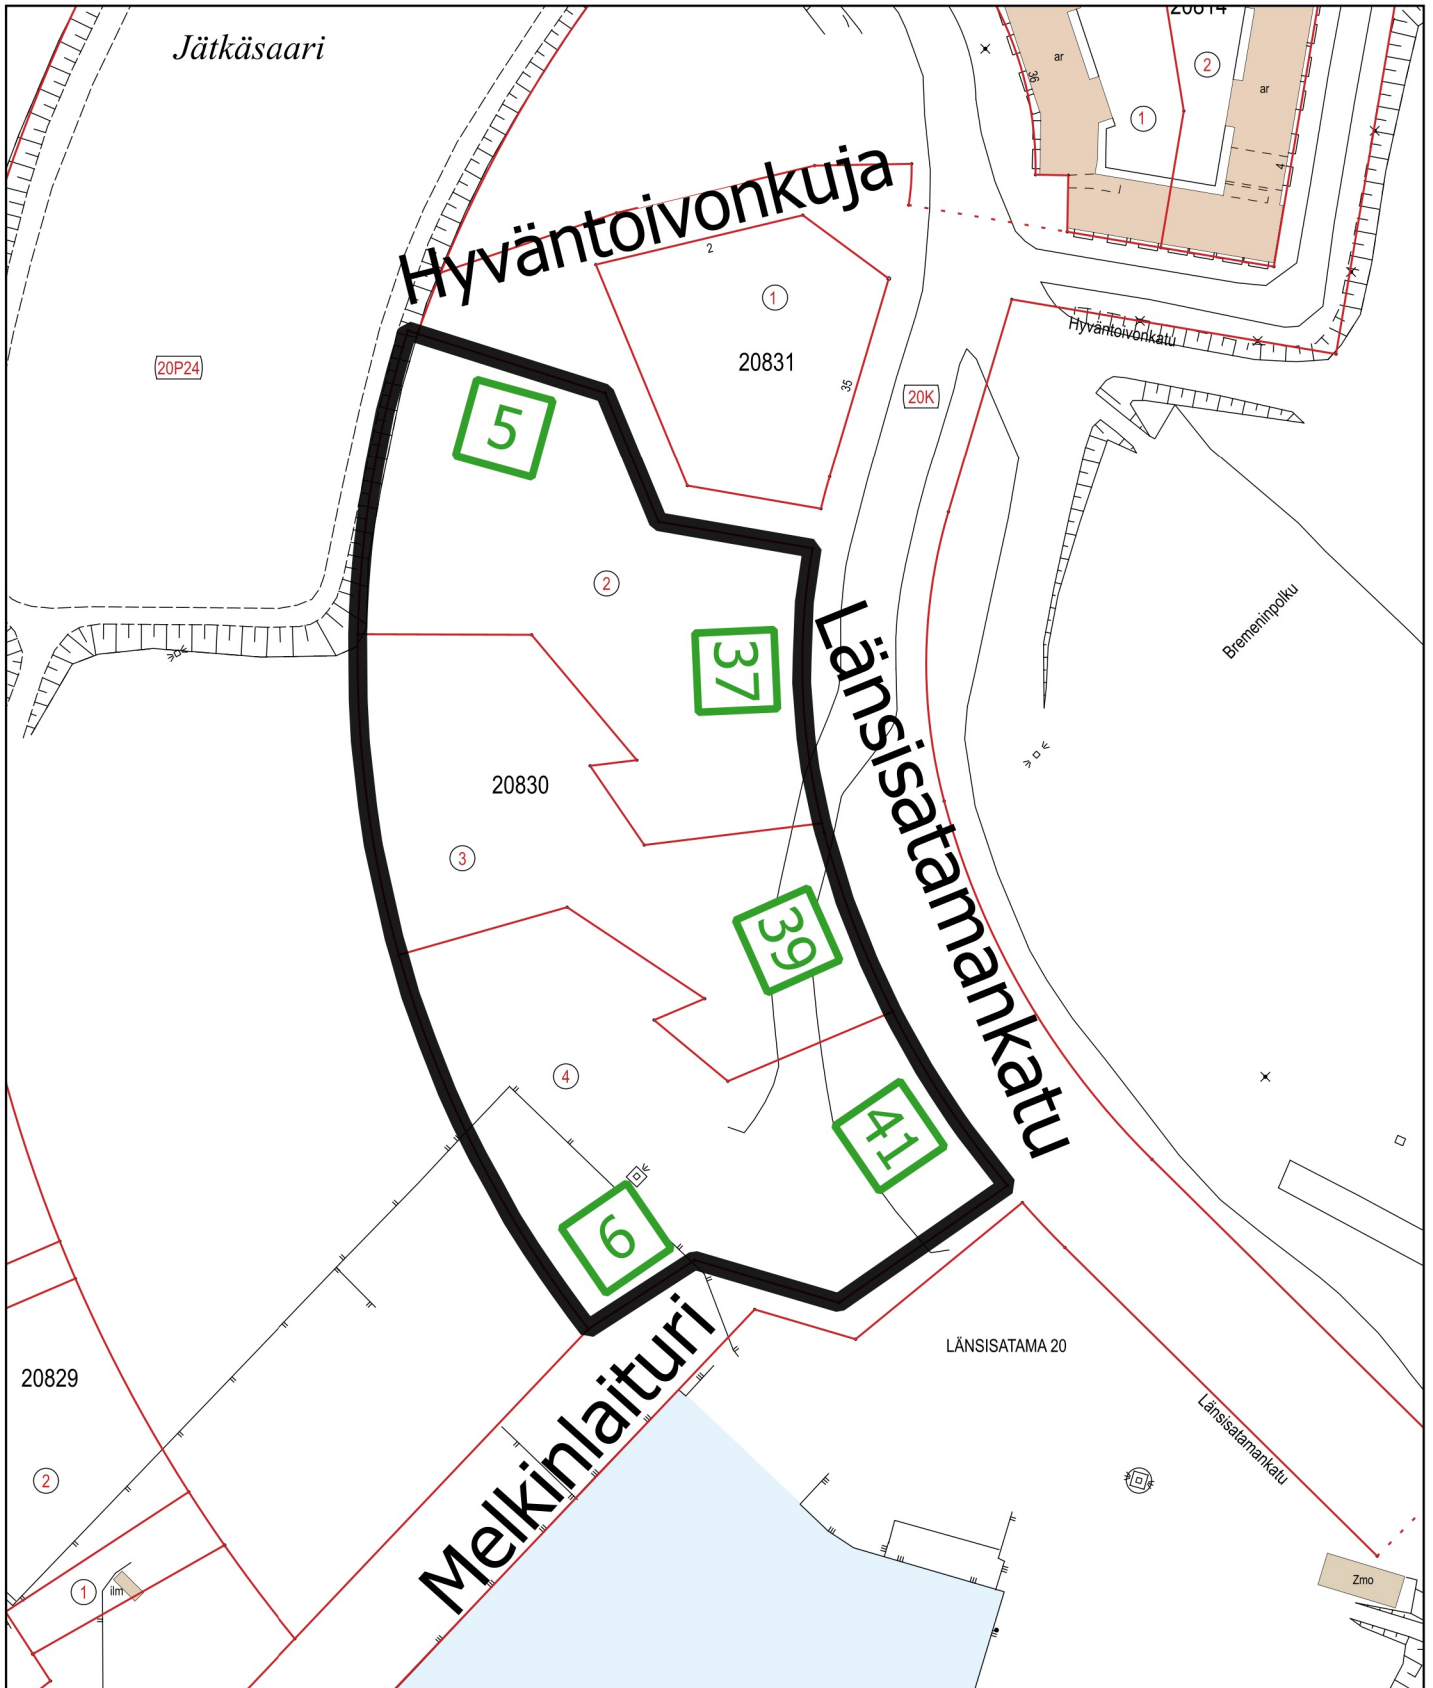 20814
Jätkäsaari
ar
2
36
ar
1
4
Hyväntoivonkuja
2
1
Hyväntoivonkatu
20831
20P24
35
20K
5
2
Bremeninpolku
37
Länsisatamankatu
20830
3
39
4
41
6
LÄNSISATAMA 20
20829
Melkinlaituri
Länsisatamankatu
2
Zmo
1
ilm